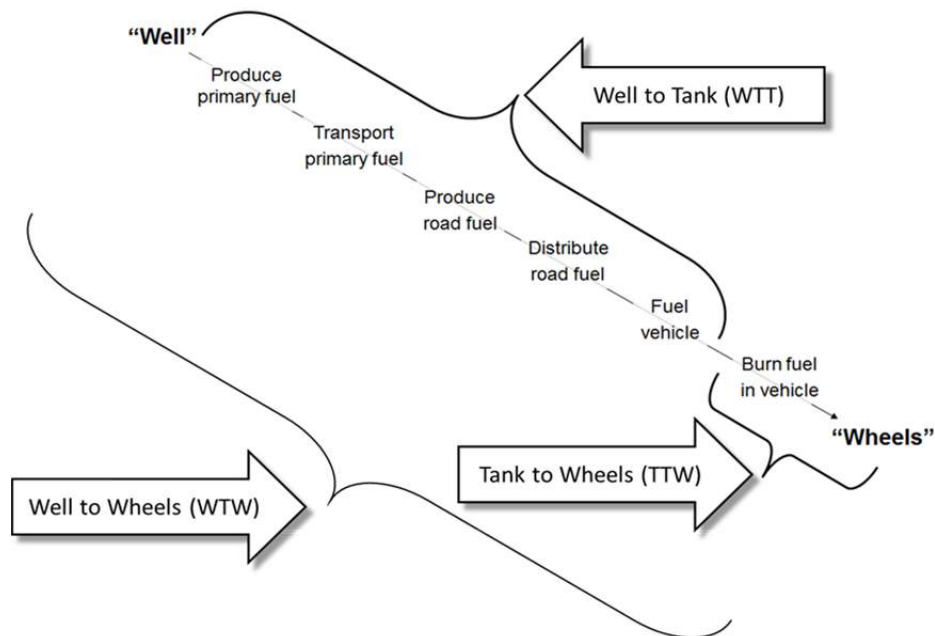 “Well”
Produce
primary fuel
Transport
primary fuel
Produce
road fuel
Distribute
road fuel
Fuel
vehicle
Burn fuel
in vehicle
“Wheels”
Well to Tank (WTT)
Tank to Wheels (TTW)
Well to Wheels (WTW)